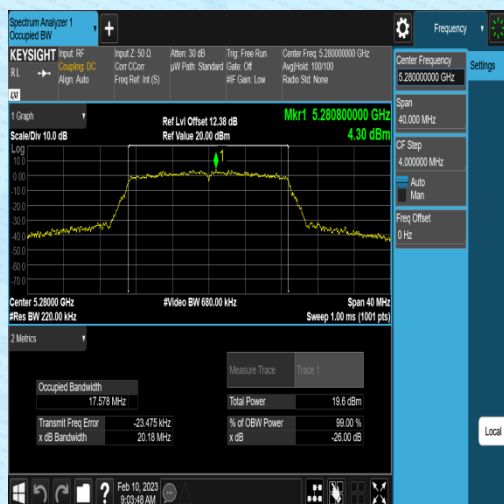 Spectrum Analyzer 1
Occupied BW
Frequency
KEYSIGHT
Input: RF
Coupling: DC
Align: Auto
Input Z: 50 Ω
Corr CCorr
Freq Ref: Int (S)
Atten: 30 dB
µW Path: Standard
Trig: Free Run
Gate: Off
#IF Gain: Low
Center Freq: 5.280000000 GHz
Avg|Hold: 100/100
Radio Std: None
R L
Center Frequency
5.280000000 GHz
Settings
Span
40.000 MHz
CF Step
4.000000 MHz
Auto
Man
Freq Offset
0 Hz
1 Graph
Scale/Div 10.0 dB
Ref Lvl Offset 12.38 dB
Ref Value 20.00 dBm
Mkr1 5.280800000 GHz
4.30 dBm
Log
10.0
0.00
-10.0
-20.0
-30.0
-40.0
-50.0
-60.0
-70.0
1
Center 5.28000 GHz
#Res BW 220.00 kHz
#Video BW 680.00 kHz
Span 40 MHz
Sweep 1.00 ms (1001 pts)
2 Metrics
Measure Trace
Trace 1
Occupied Bandwidth
17.578 MHz
Total Power
19.6 dBm
Transmit Freq Error
-23.475 kHz
% of OBW Power
99.00 %
x dB Bandwidth
20.18 MHz
x dB
-26.00 dB
Local
Feb 10, 2023
9:03:48 AM